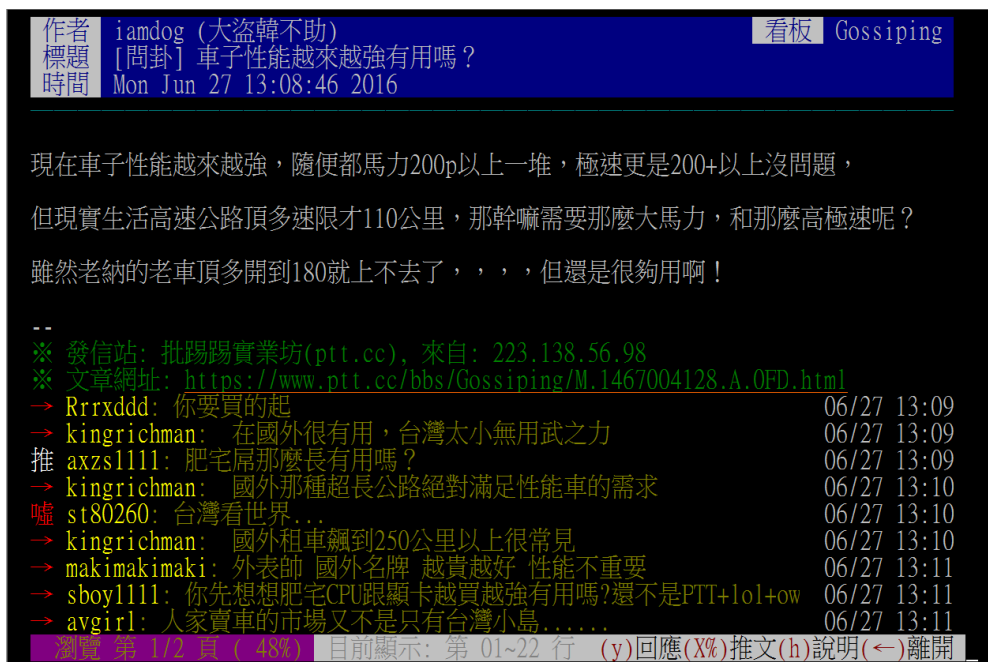 作者 iamdog (大盜韓不助) 看板 Gossiping
標題 [問卦] 車子性能越來越強有用嗎?
時間 Mon Jun 27 13:08:46 2016
現在車子性能越來越強,隨便都馬力200p以上一堆,極速更是200+以上沒問題,
但現實生活高速公路頂多速限才110公里,那幹嘛需要那麼大馬力,和那麼高極速呢?
雖然老納的老車頂多開到180就上不去了,,,,但還是很夠用啊!
--
※ 發信站: 批踢踢實業坊(ptt.cc), 來自: 223.138.56.98
※ 文章網址: https://www.ptt.cc/bbs/Gossiping/M.1467004128.A.0FD.html
→ Rrrxddd: 你要買的起 06/27 13:09
→ kingrichman: 在國外很有用,台灣太小無用武之力 06/27 13:09
推 axzs1111: 肥宅屌那麼長有用嗎? 06/27 13:09
→ kingrichman: 國外那種超長公路絕對滿足性能車的需求 06/27 13:10
噓 st80260: 台灣看世界... 06/27 13:10
→ kingrichman: 國外租車飆到250公里以上很常見 06/27 13:10
→ makimakimaki: 外表帥 國外名牌 越貴越好 性能不重要 06/27 13:11
→ sboy1111: 你先想想肥宅CPU跟顯卡越買越強有用嗎?還不是PTT+lol+ow 06/27 13:11
→ avgirl: 人家賣車的市場又不是只有台灣小島...... 06/27 13:11
瀏覽 第 1/2 頁 ( 48%) 目前顯示: 第 01~22 行 (y)回應(X%)推文(h)說明(←)離開